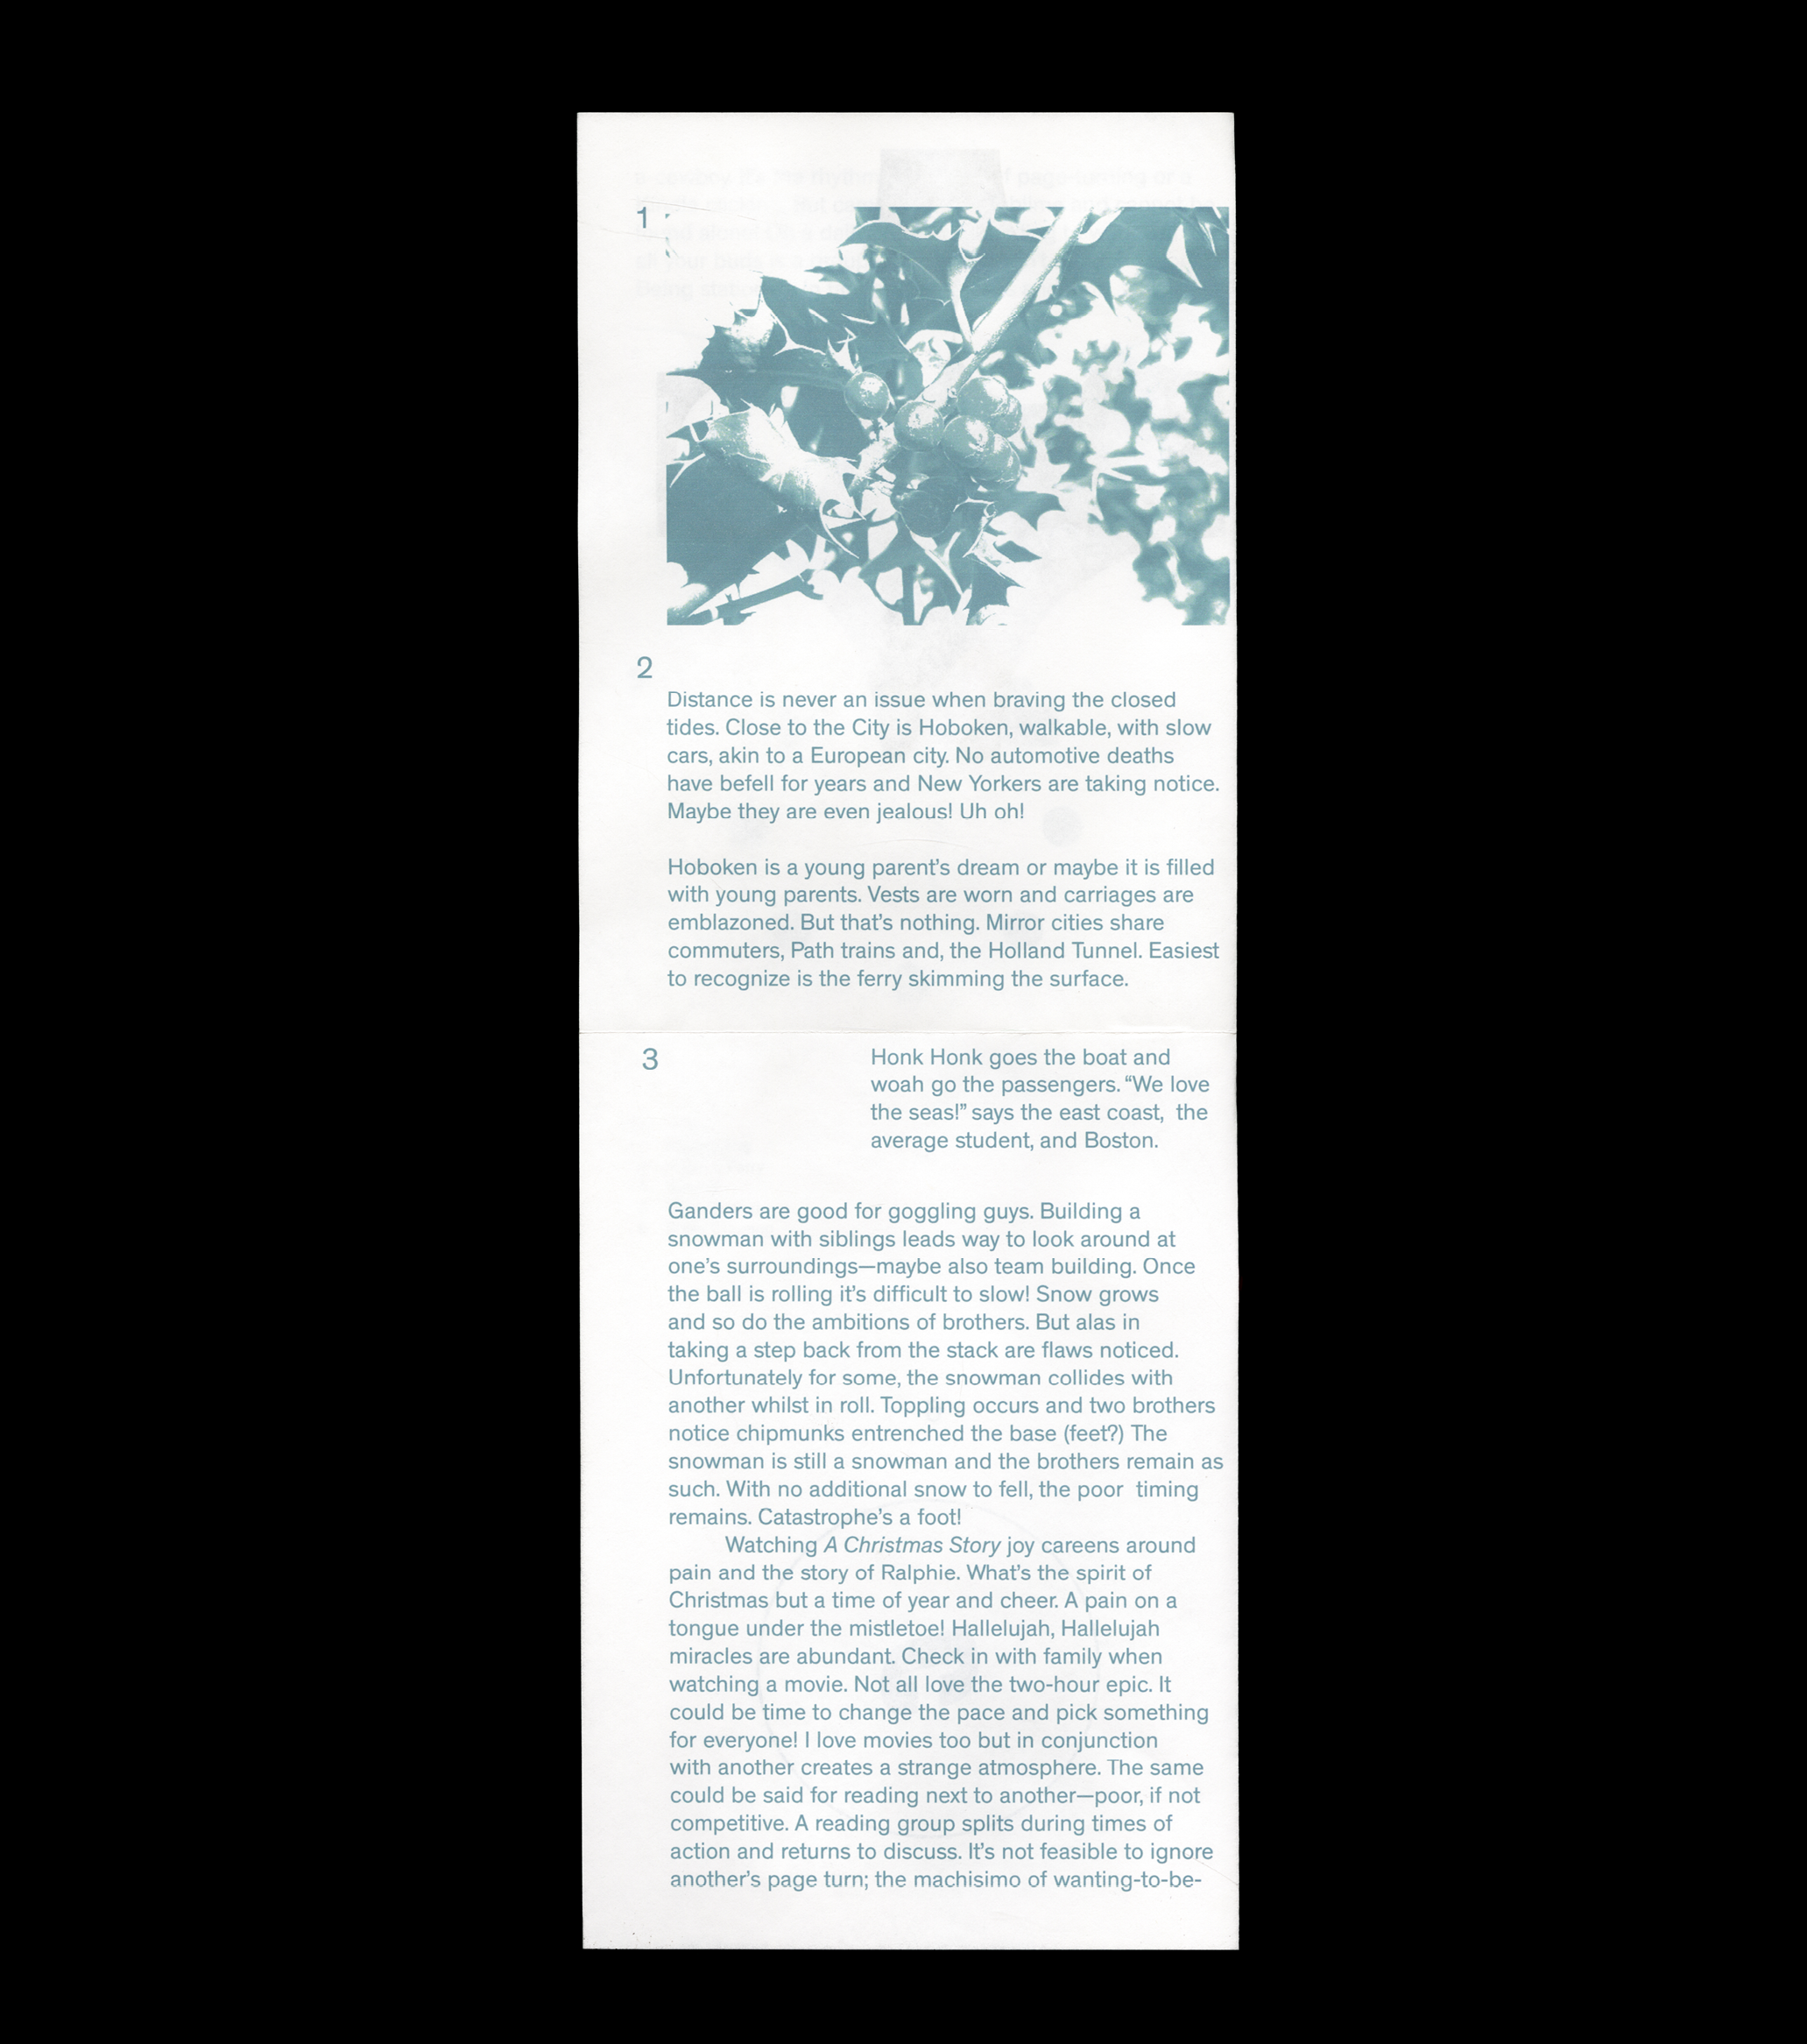 1
2
Distance is never an issue when braving the closed
tides. Close to the City is Hoboken, walkable, with slow
cars, akin to a European city. No automotive deaths
have befell for years and New Yorkers are taking notice.
Maybe they are even jealous! Uh oh!
Hoboken is a young parent’s dream or maybe it is filled
with young parents. Vests are worn and carriages are
emblazoned. But that’s nothing. Mirror cities share
commuters, Path trains and, the Holland Tunnel. Easiest
to recognize is the ferry skimming the surface.
3
Honk Honk goes the boat and
woah go the passengers. “We love
the seas!” says the east coast,  the
average student, and Boston.
Ganders are good for goggling guys. Building a
snowman with siblings leads way to look around at
one’s surroundings—maybe also team building. Once
the ball is rolling it’s difficult to slow! Snow grows
and so do the ambitions of brothers. But alas in
taking a step back from the stack are flaws noticed.
Unfortunately for some, the snowman collides with
another whilst in roll. Toppling occurs and two brothers
notice chipmunks entrenched the base (feet?) The
snowman is still a snowman and the brothers remain as
such. With no additional snow to fell, the poor  timing
remains. Catastrophe’s a foot!
Watching A Christmas Story joy careens around
pain and the story of Ralphie. What’s the spirit of
Christmas but a time of year and cheer. A pain on a
tongue under the mistletoe! Hallelujah, Hallelujah
miracles are abundant. Check in with family when
watching a movie. Not all love the two-hour epic. It
could be time to change the pace and pick something
for everyone! I love movies too but in conjunction
with another creates a strange atmosphere. The same
could be said for reading next to another—poor, if not
competitive. A reading group splits during times of
action and returns to discuss. It’s not feasible to ignore
another’s page turn; the machisimo of wanting-to-be-